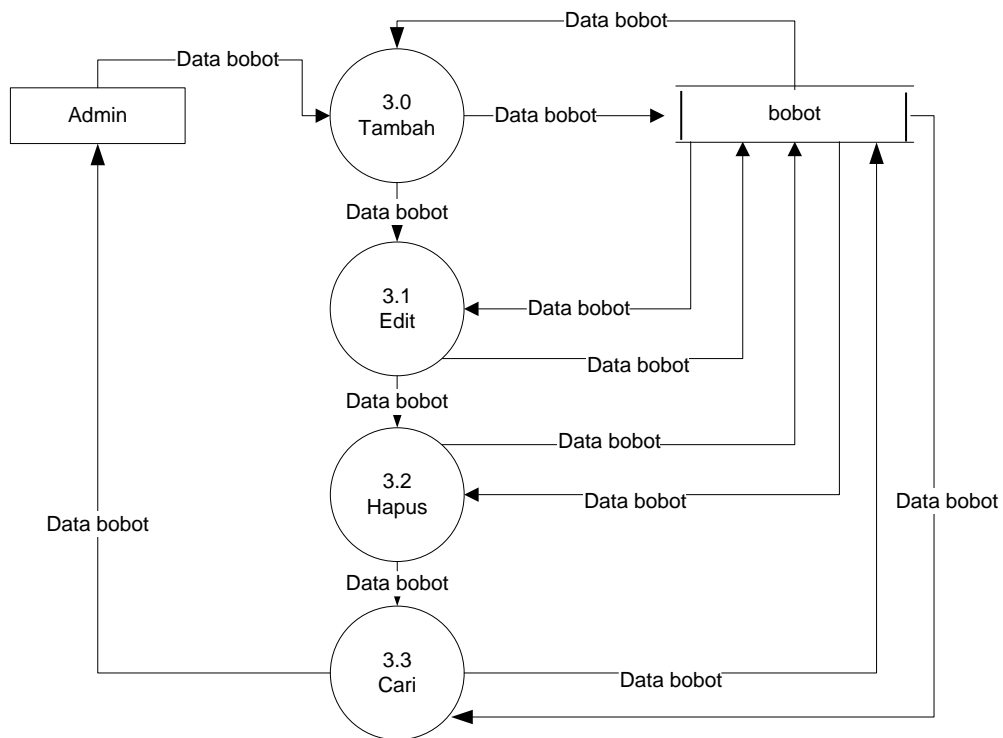 Data bobot
Data bobot
Admin
3.0
Tambah
Data bobot
bobot
Data bobot
3.1
Edit
Data bobot
Data bobot
Data bobot
3.2
Hapus
Data bobot
Data bobot
Data bobot
Data bobot
Data bobot
3.3
Cari
Data bobot